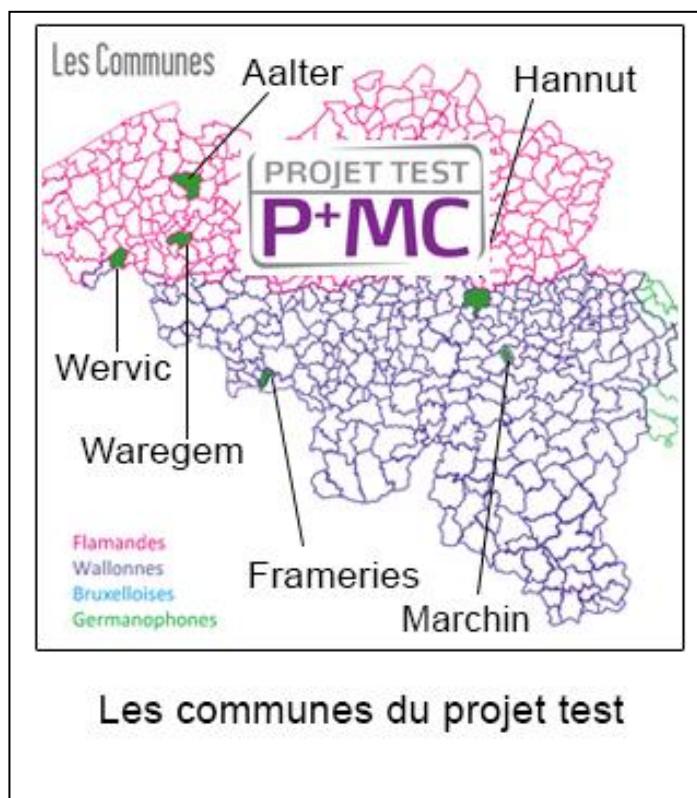 Les Communes
Aalter
Hannut
PROJET TEST
P+MC
Wervic
Waregem
Frameries
Marchin
Flamandes
Wallonnes
Bruxelloises
Germanophones
Les communes du projet test